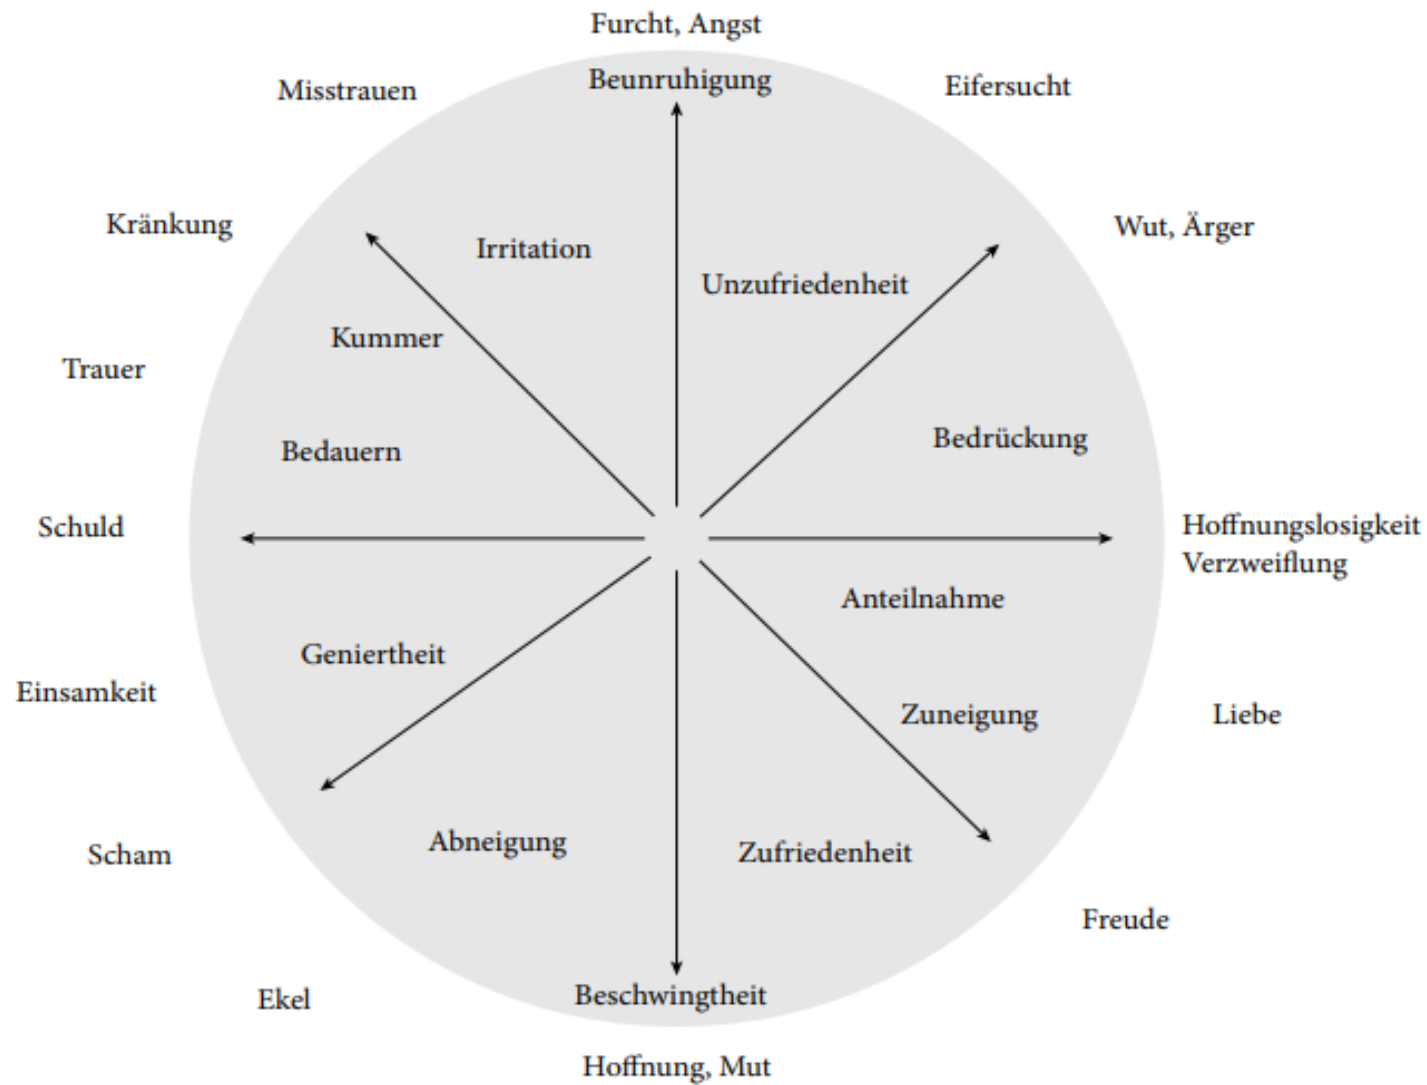 Furcht, Angst
Beunruhigung
Misstrauen
Eifersucht
Kränkung
Irritation
Wut, Ärger
Unzufriedenheit
Kummer
Trauer
Bedauern
Bedrückung
Schuld
Hoffnungslosigkeit
Verzweiflung
Anteilnahme
Geniertheit
Einsamkeit
Zuneigung
Liebe
Scham
Abneigung
Zufriedenheit
Freude
Ekel
Beschwingtheit
Hoffnung, Mut